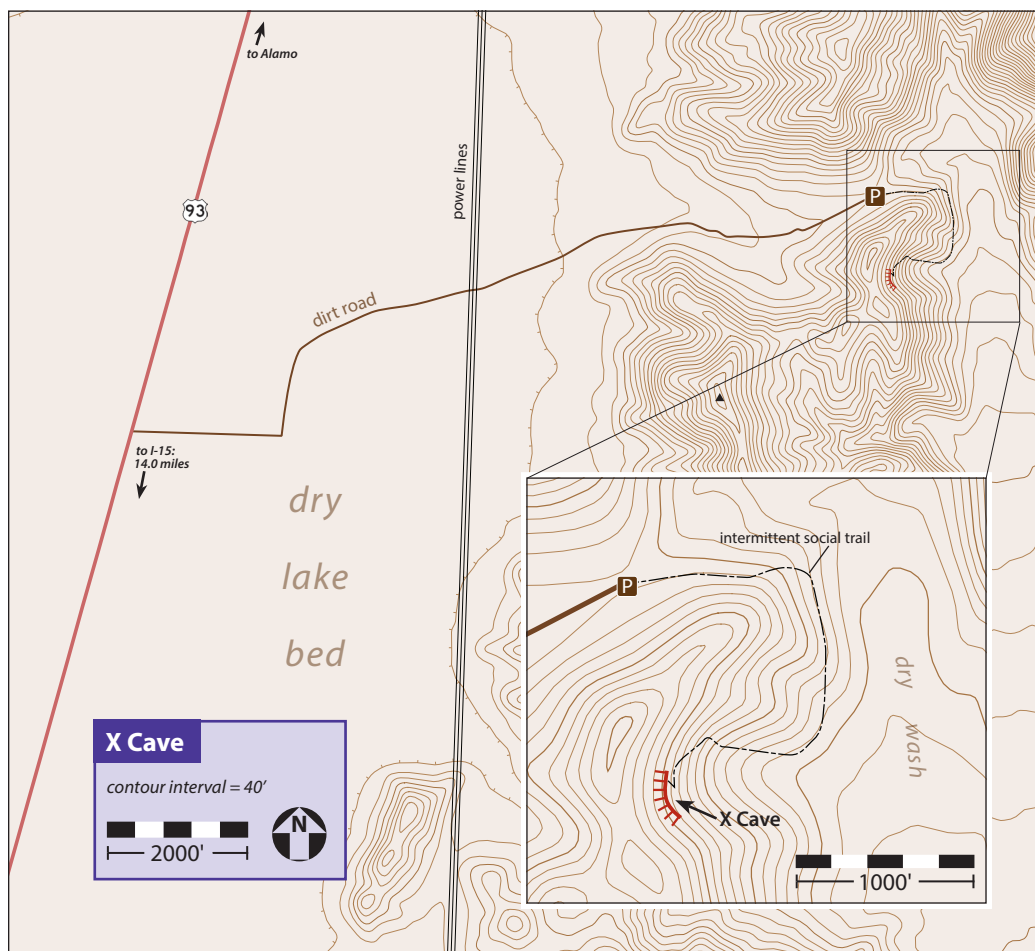 to Alamo
power lines
93
P
dirt road
to I-15:
14.0 miles
dry
lake
bed
intermittent social trail
P
dry
wash
X Cave
1000'
X Cave
contour interval = 40'
2000'
N